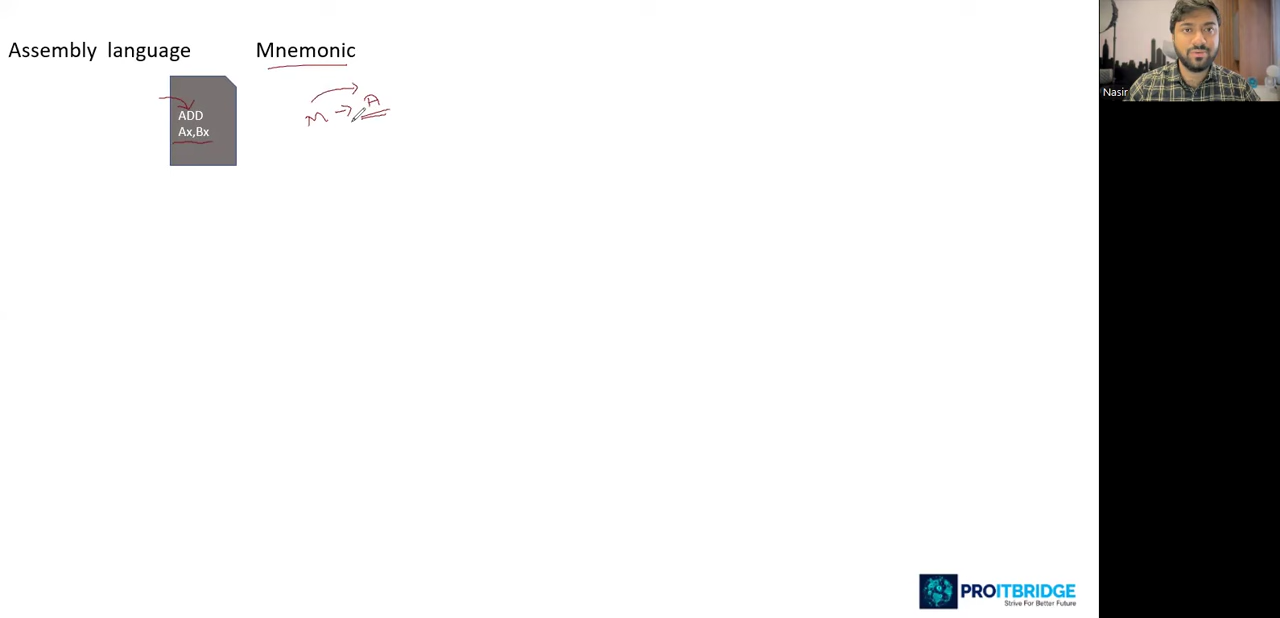 Assembly language Mnemonic
M → A
ADD
Ax,Bx
Nasir
PROITBRIDGE
Strive For Better Future